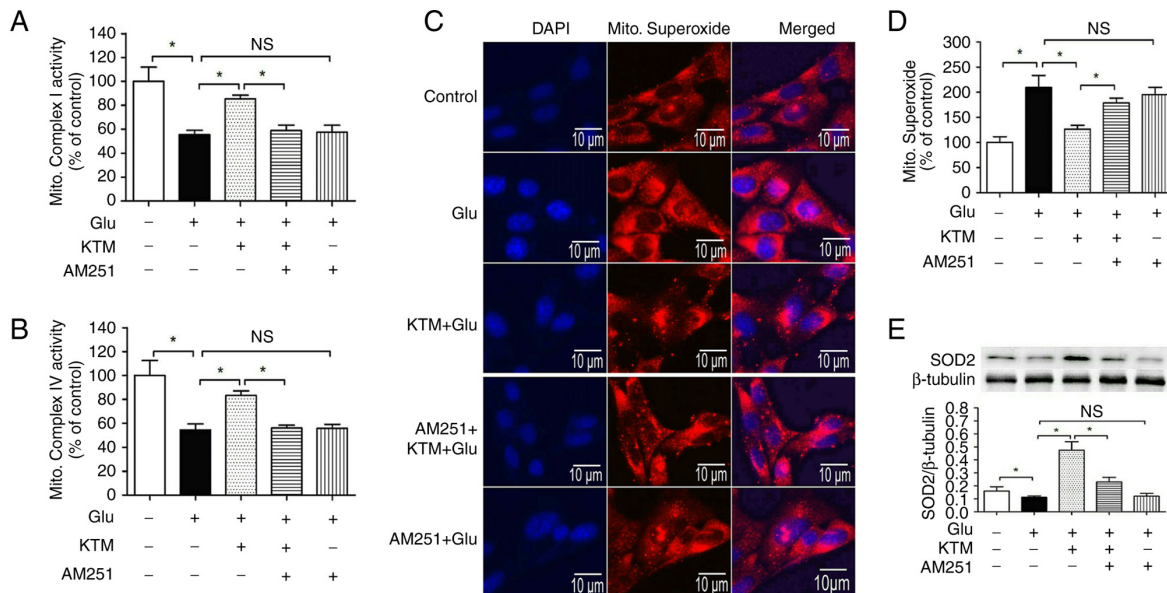 A
Mito. Complex I activity
(% of control)
140
120
100
80
60
40
20
0
*
*
*
NS
Glu – + + + +
KTM – – + + –
AM251 – – – + +
B
Mito. Complex IV activity
(% of control)
140
120
100
80
60
40
20
0
*
*
*
NS
Glu – + + + +
KTM – – + + –
AM251 – – – + +
C
DAPI Mito. Superoxide Merged
Control
10 µm 10 µm 10 µm
Glu
10 µm 10 µm 10 µm
KTM+Glu
10 µm 10 µm 10 µm
AM251+
KTM+Glu
10 µm 10 µm 10 µm
AM251+Glu
10 µm 10 µm 10µm
D
Mito. Superoxide
(% of control)
300
250
200
150
100
50
0
*
*
*
NS
Glu – + + + +
KTM – – + + –
AM251 – – – + +
E
SOD2
β-tubulin
SOD2/β-tubulin
0.8
0.7
0.6
0.5
0.4
0.3
0.2
0.1
0.0
*
*
*
NS
Glu – + + + +
KTM – – + + –
AM251 – – – + +